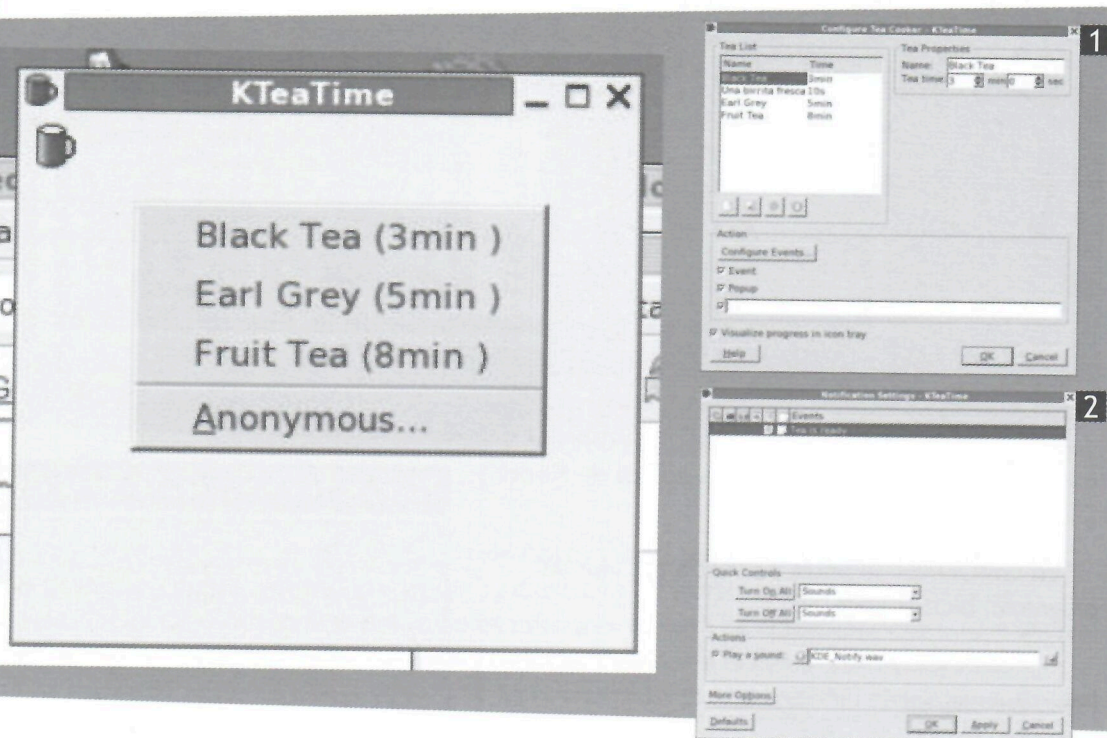 KTeaTime
Black Tea (3min )
Earl Grey (5min )
Fruit Tea (8min )
Anonymous...
1
Configure Tea Cooker - KTeaTime
Tea List
Name Time
Black Tea 3min
Una birrita fresca 10s
Earl Grey 5min
Fruit Tea 8min
Tea Properties
Name: Black Tea
Tea time: 3 min 0 sec
Action
Configure Events...
Event
Popup
Visualize progress in icon tray
Help OK Cancel
2
Notification Settings - KTeaTime
Events
Tea is ready
Quick Controls
Turn On All: Sounds
Turn Off All: Sounds
Actions
Play a sound: KDE_Notify.wav
More Options
Defaults OK Apply Cancel